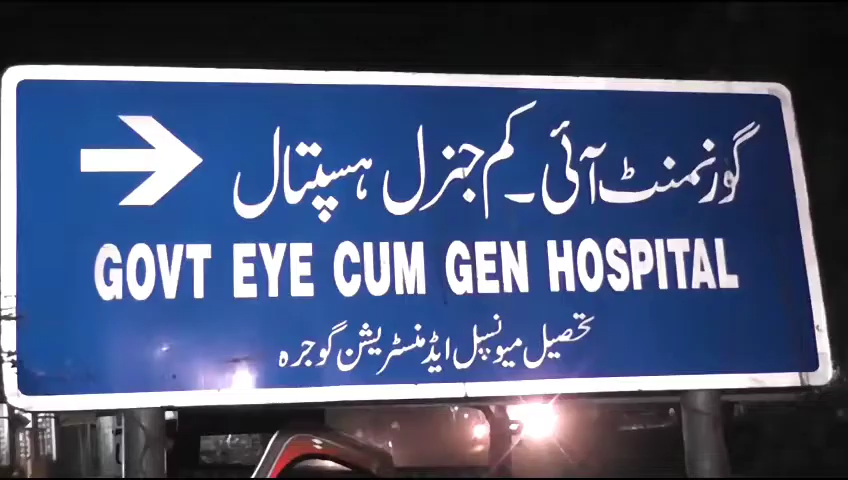 گورنمنٹ آئی ۔ کم جنرل ہسپتال
GOVT EYE CUM GEN HOSPITAL
تحصیل میونسپل ایڈمنسٹریشن گوجرہ